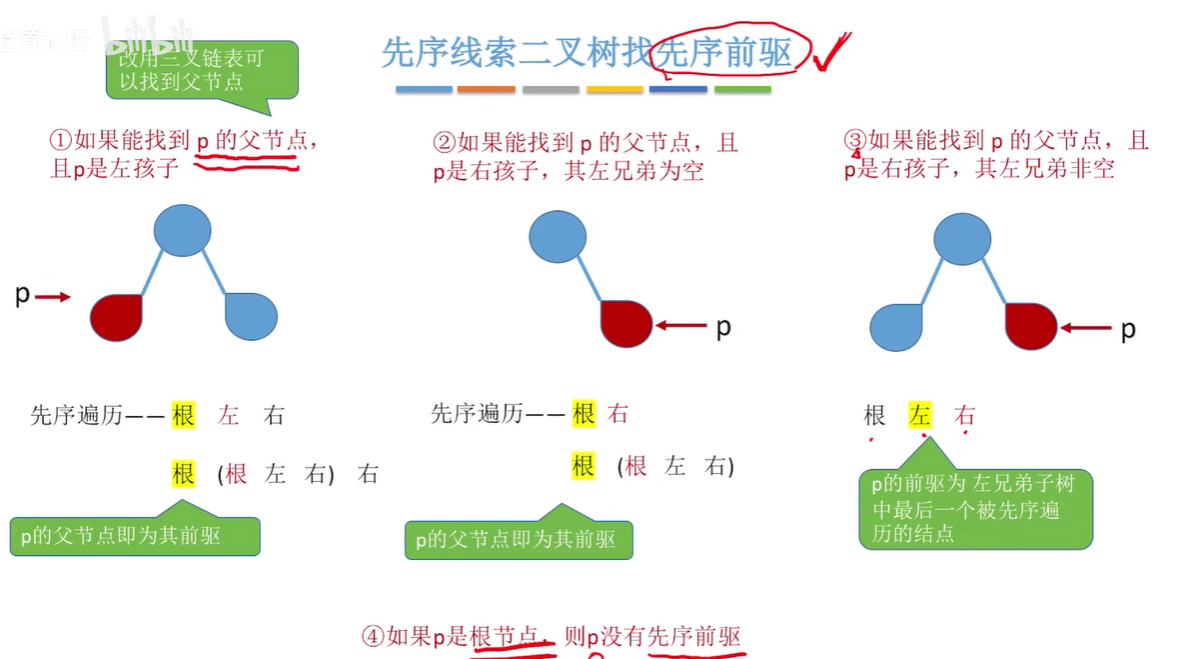 bilibili
先序线索二叉树找先序前驱
改用三叉链表可
以找到父节点
①如果能找到 p 的父节点，
且p是左孩子
②如果能找到 p 的父节点，且
p是右孩子，其左兄弟为空
③如果能找到 p 的父节点，且
p是右孩子，其左兄弟非空
p
p
p
先序遍历—— 根 左 右
根 (根 左 右) 右
p的父节点即为其前驱
先序遍历—— 根 右
根 (根 左 右)
p的父节点即为其前驱
根 左 右
p的前驱为 左兄弟子树
中最后一个被先序遍
历的结点
④如果p是根节点，则p没有先序前驱